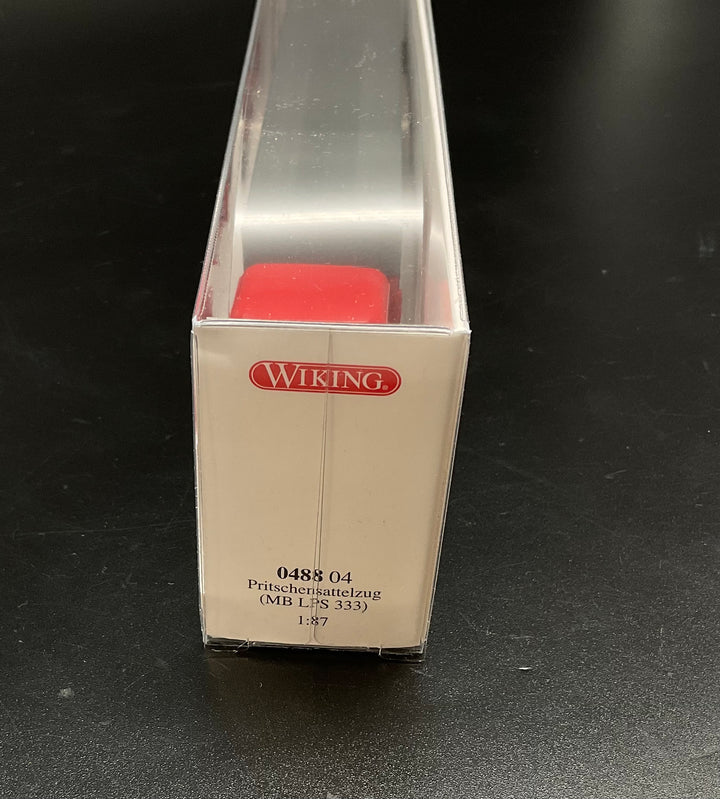 WIKING®
0488 04
Pritschensattelzug
(MB LPS 333)
1:87